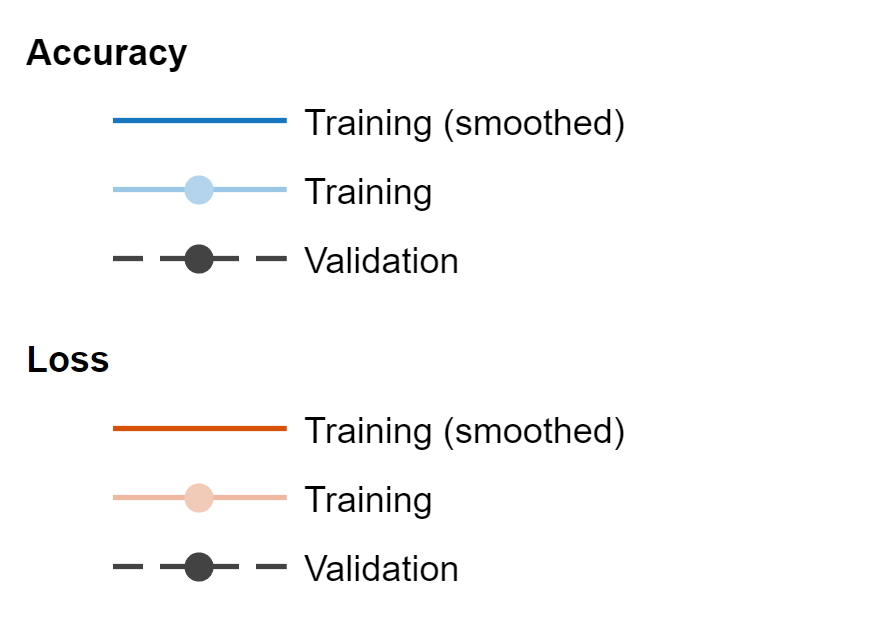 Accuracy
Training (smoothed)
Training
Validation
Loss
Training (smoothed)
Training
Validation